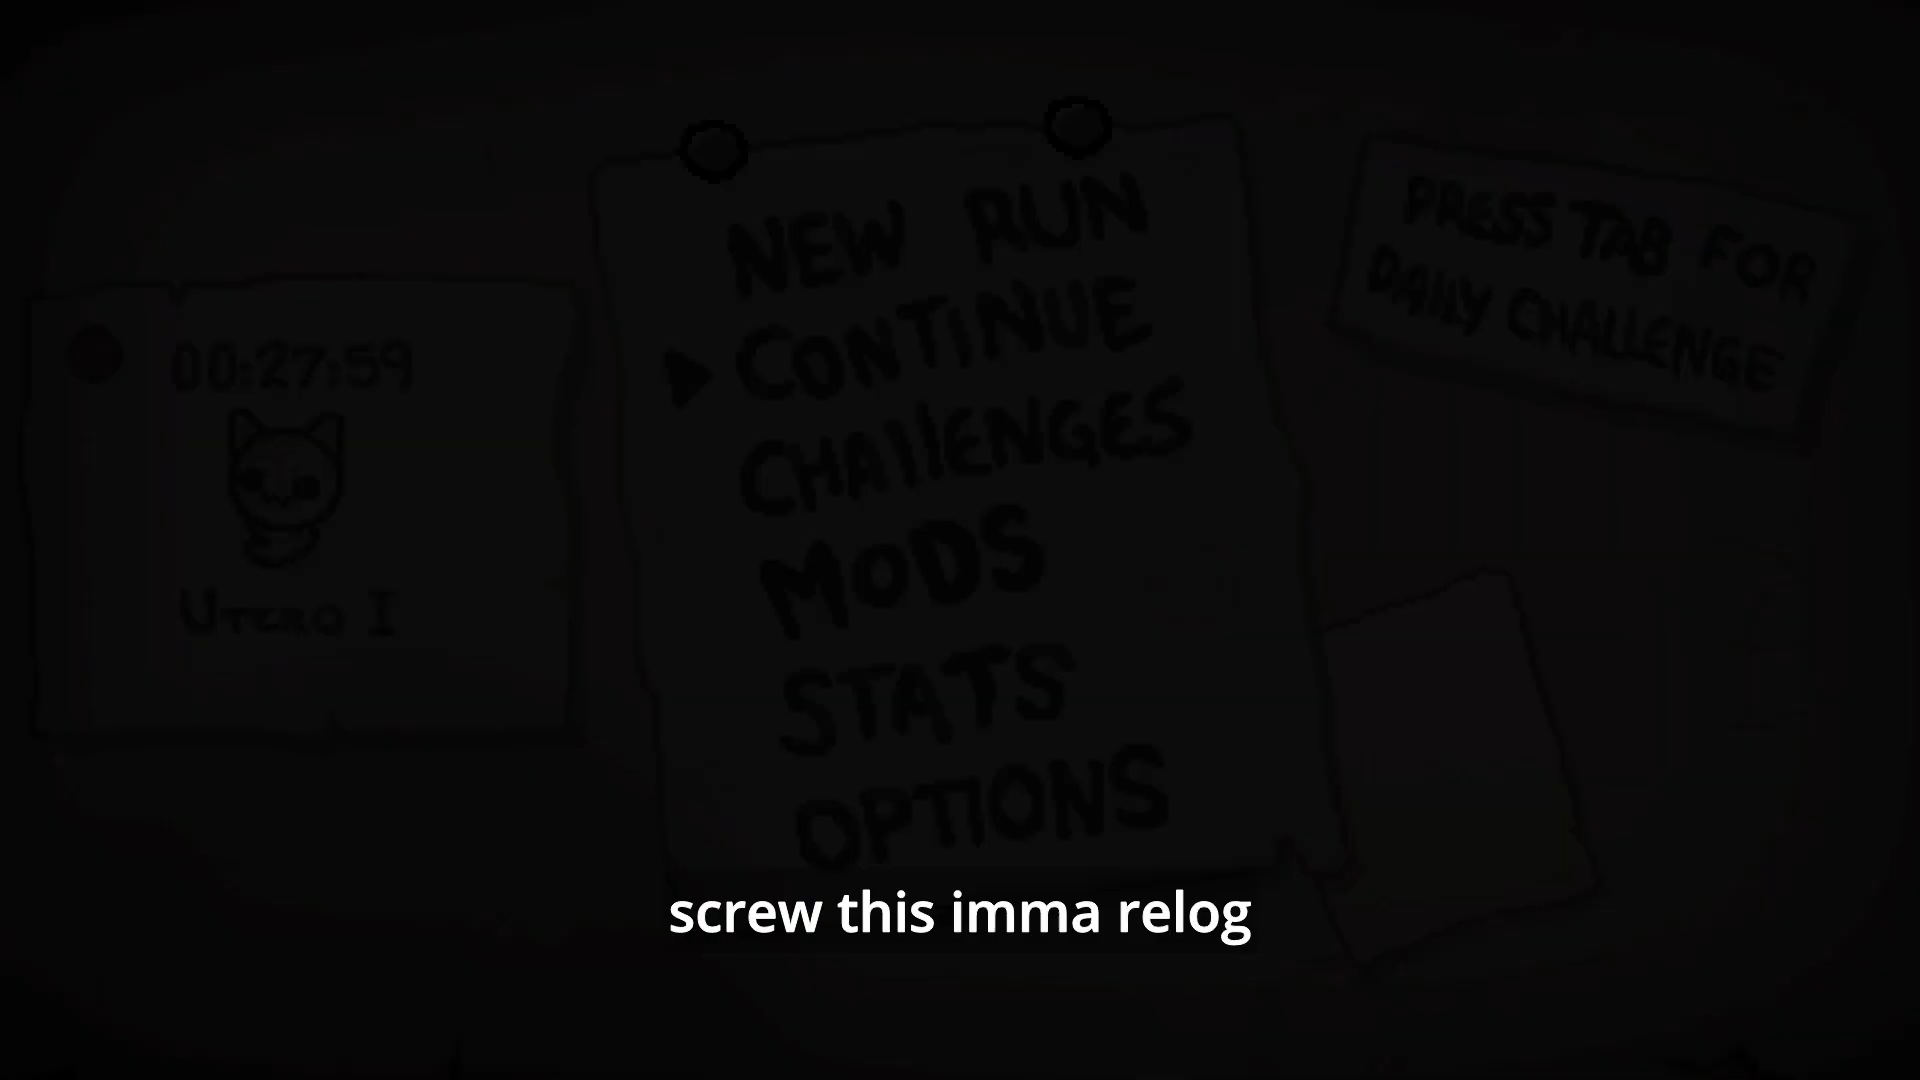 NEW RUN
CONTINUE
CHALLENGES
MODS
STATS
OPTIONS
00:27:59
UTERO I
PRESS TAB FOR
DAILY CHALLENGE
screw this imma relog